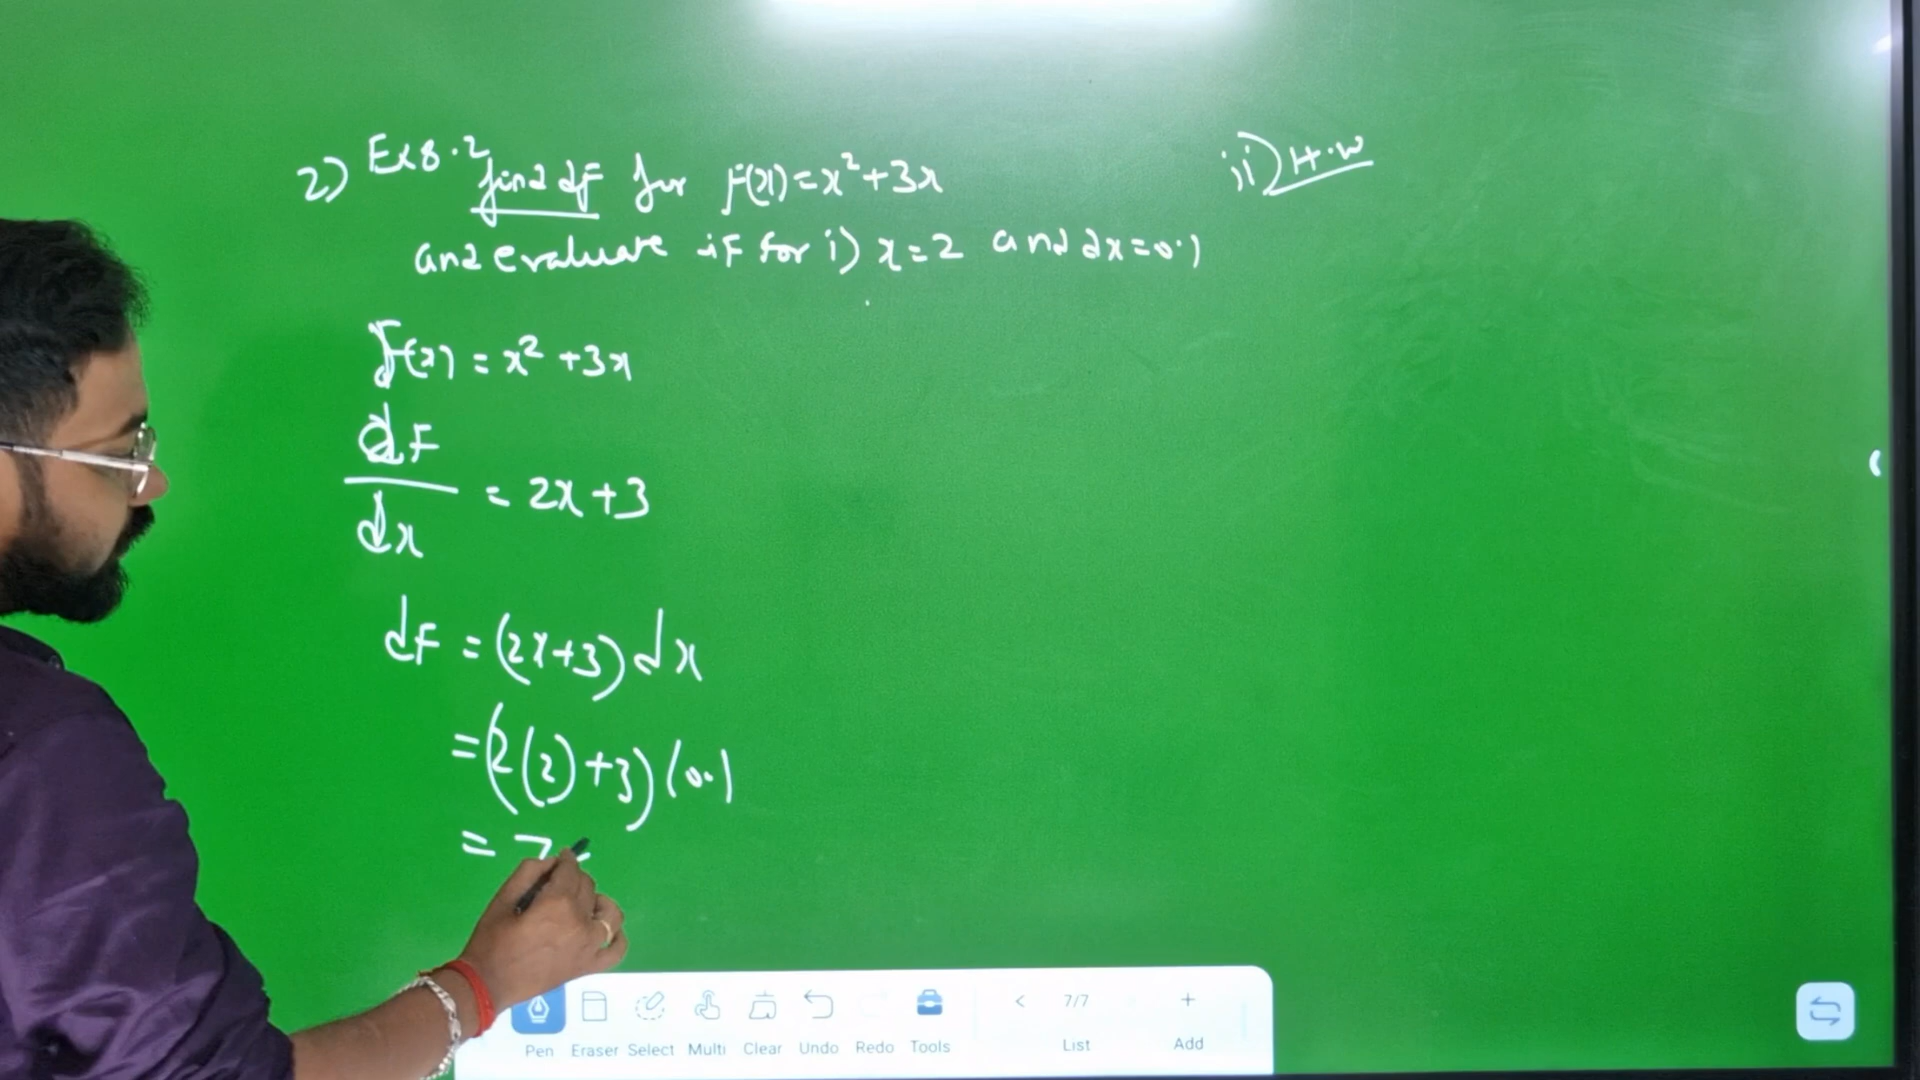 2) Ex 8.2 find df for f(x) = x² + 3x
and evaluate it for i) x = 2 and dx = 0.1
ii) H.W
f(x) = x² + 3x
df/dx = 2x + 3
df = (2x+3) dx
= (2(2)+3) (0.1)
= 7
Pen Eraser Select Multi Clear Undo Redo Tools < 7/7 List + Add